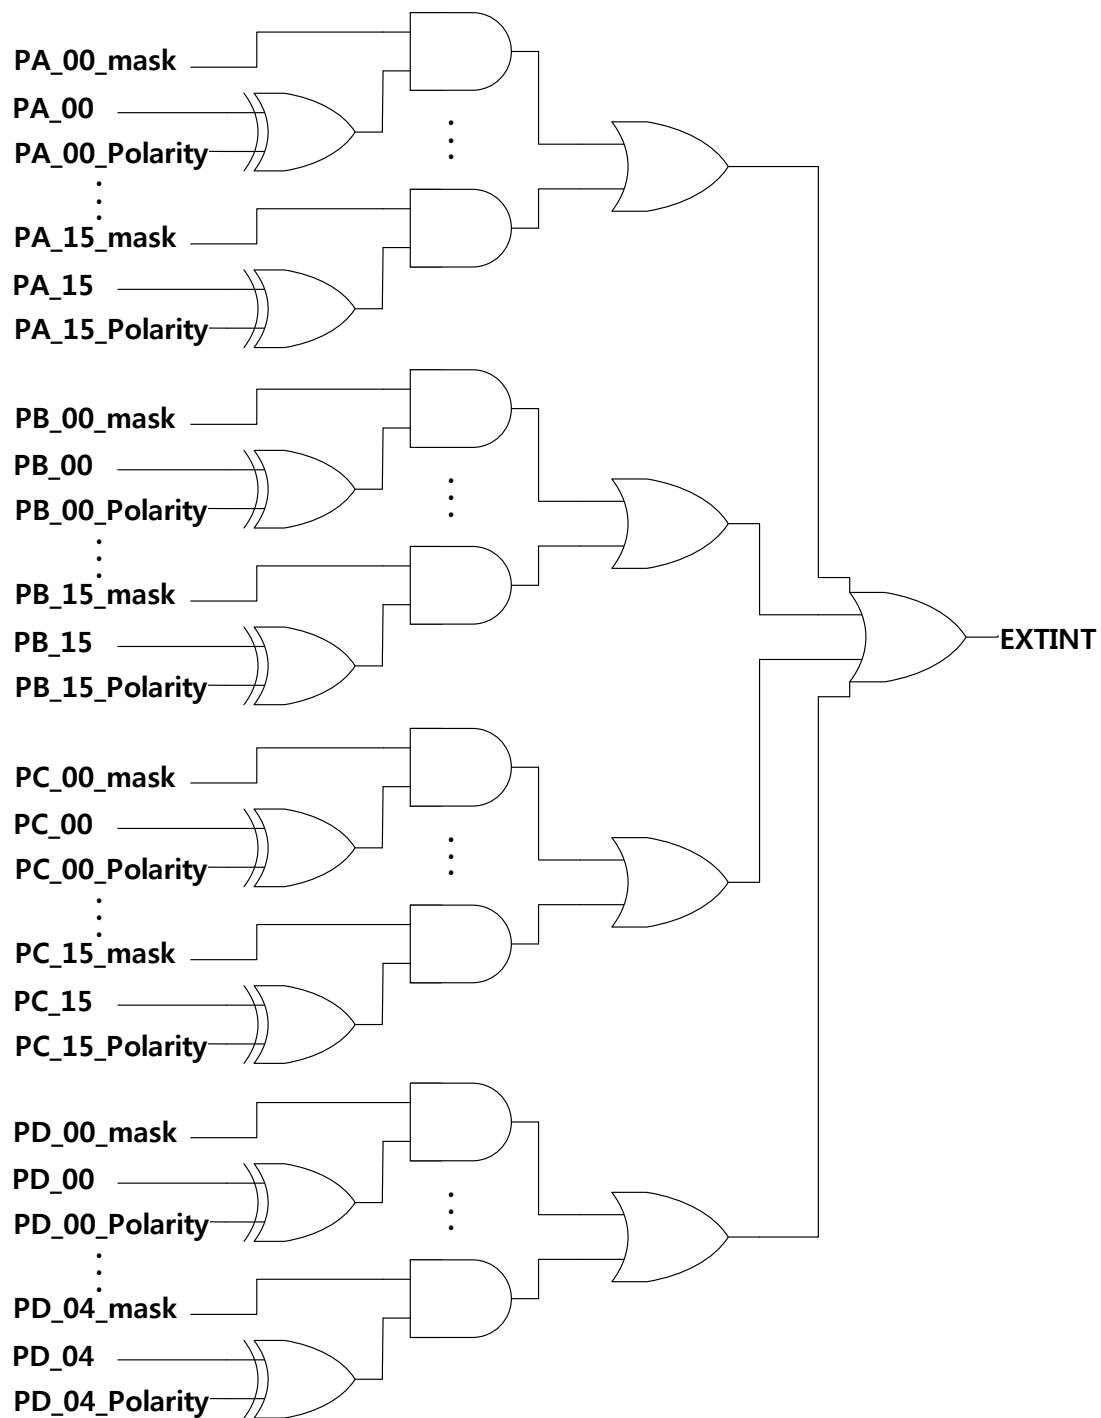 PA_00_mask
PA_00
PA_00_Polarity
PA_15_mask
PA_15
PA_15_Polarity
PB_00_mask
PB_00
PB_00_Polarity
PB_15_mask
PB_15
PB_15_Polarity
EXTINT
PC_00_mask
PC_00
PC_00_Polarity
PC_15_mask
PC_15
PC_15_Polarity
PD_00_mask
PD_00
PD_00_Polarity
PD_04_mask
PD_04
PD_04_Polarity